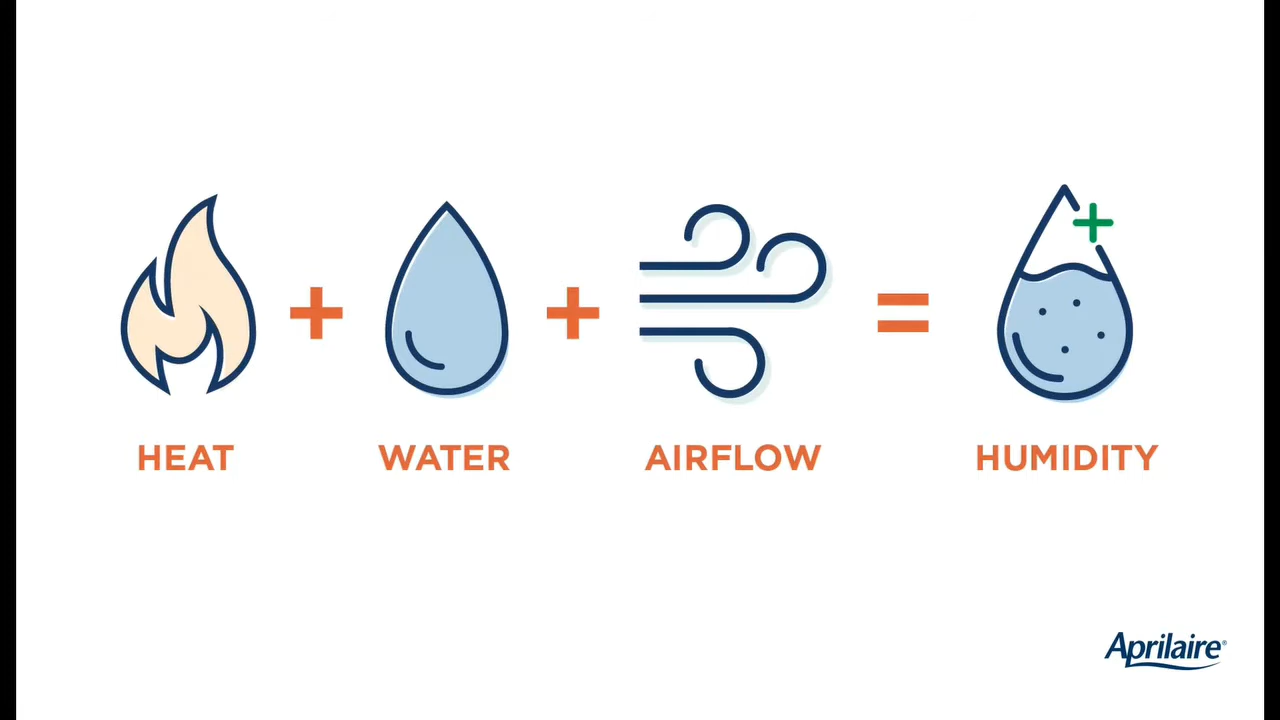 HEAT + WATER + AIRFLOW = HUMIDITY
Aprilaire®